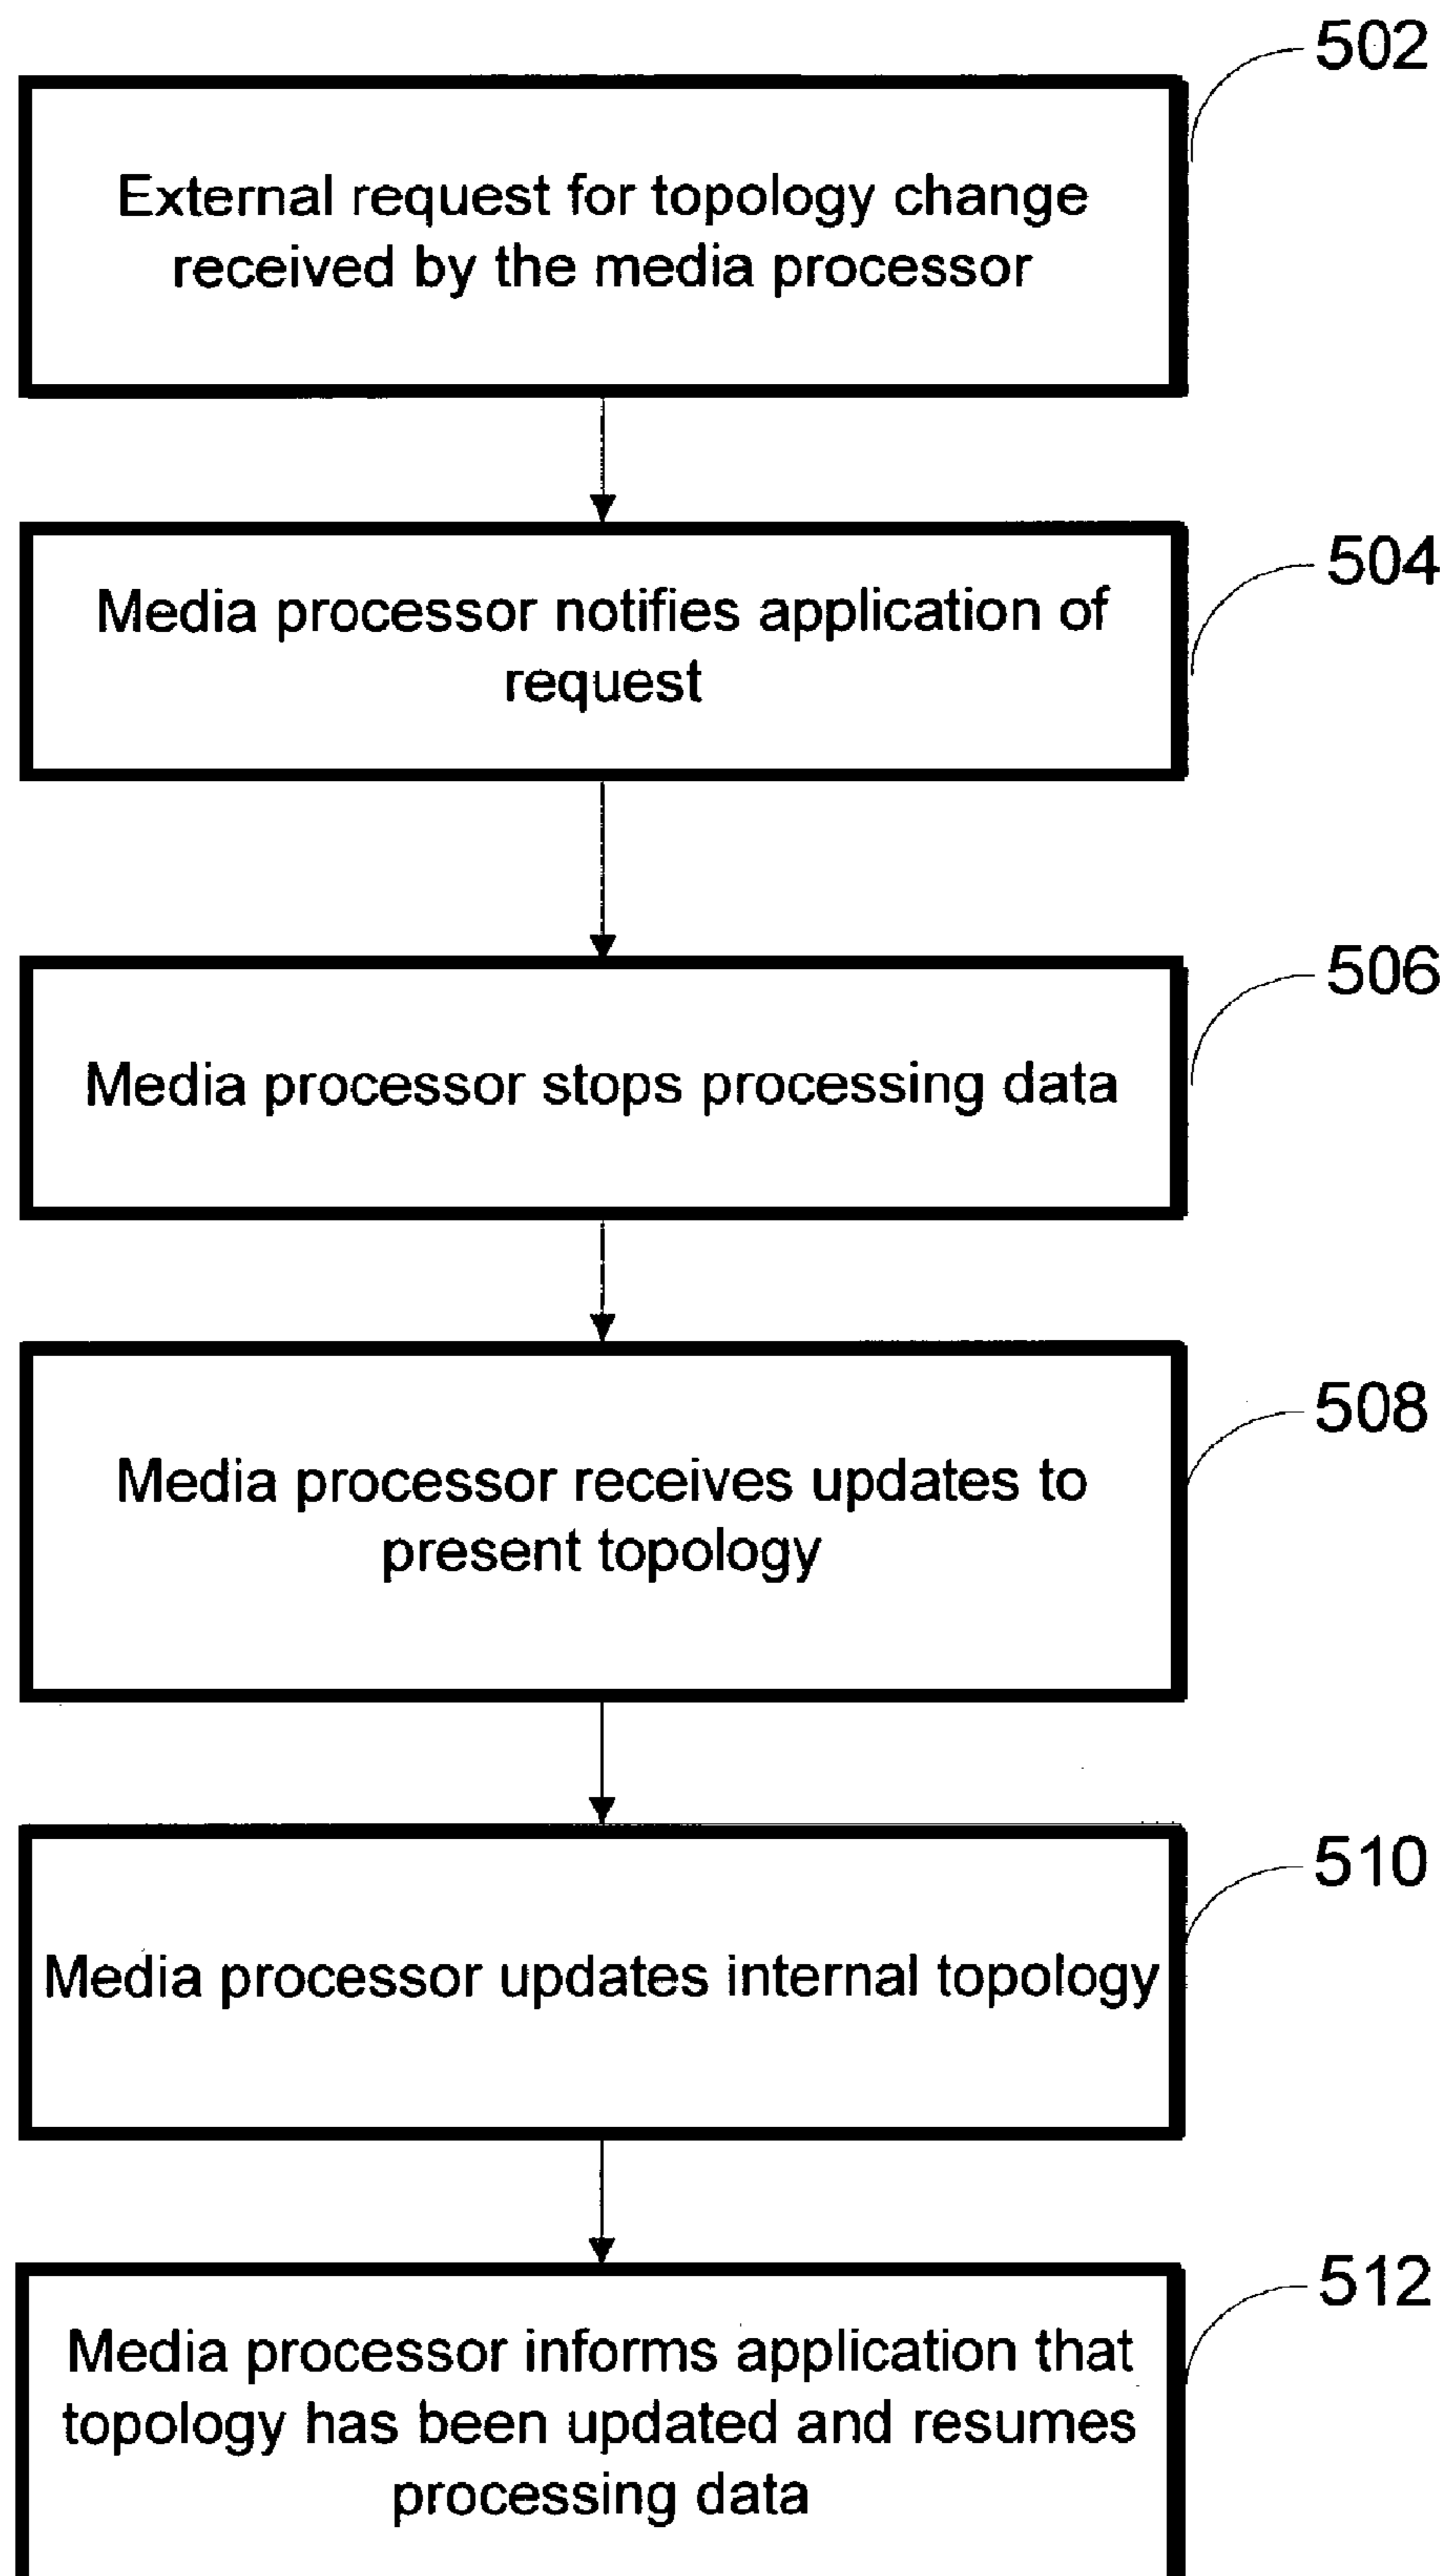 502
External request for topology change
received by the media processor
504
Media processor notifies application of
request
506
Media processor stops processing data
508
Media processor receives updates to
present topology
510
Media processor updates internal topology
512
Media processor informs application that
topology has been updated and resumes
processing data